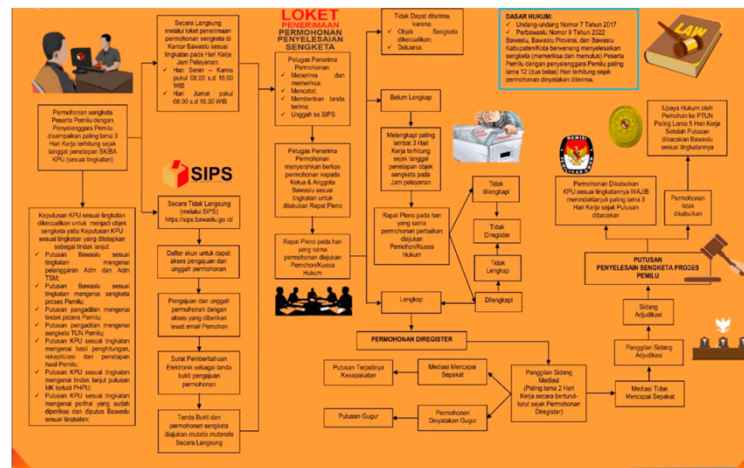 Secara Langsung
melalui loket penerimaan
permohonan sengketa di
Kantor Bawaslu sesuai
tingkatan pada Jam
Jam Pelayanan;
✓ Hari Senin – Kamis
pukul 08.00 s.d 16.00
WIB
✓ Hari Jumat pukul
08.00 s.d 16.30 WIB
Permohonan sengketa
Peserta Pemilu dengan
Penyelenggara Pemilu
disampaikan paling lama 3
Hari Kerja terhitung sejak
tanggal penetapan SK/BA
KPU (sesuai tingkatan)
SIPS
Keputusan KPU sesuai tingkatan
dikecualikan untuk menjadi objek
sengketa yaitu Keputusan KPU
sesuai tingkatan yang ditetapkan
sebagai tindak lanjut:
✓ Putusan Bawaslu sesuai
tingkatan mengenai
pelanggaran Adm dan Adm
TSM;
✓ Putusan Bawaslu sesuai
tingkatan mengenai sengketa
proses Pemilu;
✓ Putusan pengadilan mengenai
tindak pidana Pemilu;
✓ Putusan pengadilan mengenai
sengketa TUN Pemilu;
✓ Putusan KPU sesuai tingkatan
mengenai hasil penghitungan,
rekapitulasi dan penetapan
hasil Pemilu;
✓ Putusan KPU sesuai tingkatan
mengenai tindak lanjut putusan
MK terkait PHPU;
✓ Putusan KPU sesuai tingkatan
mengenai perihal yang sudah
diperiksa dan diputus Bawaslu
sesuai tingkatan;
Secara Tidak Langsung
(melalui SIPS)
https://sips.bawaslu.go.id/
Daftar akun untuk dapat
akses pengajuan dan
unggah permohonan
Pengajuan dan unggah
permohonan dengan
akses yang diberikan
lewat email Pemohon
Surat Pemberitahuan
Elektronik sebagai tanda
bukti pengajuan
permohonan
Tanda Bukti dan
permohonan sengketa
diajukan mutatis mutandis
Secara Langsung
LOKET
PENERIMAAN
PERMOHONAN
PENYELESAIAN
SENGKETA
Petugas Penerima
Permohonan:
✓ Menerima dan
memeriksa;
✓ Mencatat;
✓ Memberikan tanda
terima;
✓ Unggah ke SIPS
Petugas Penerima
Permohonan
menyerahkan berkas
permohonan kepada
Ketua & Anggota
Bawaslu sesuai
tingkatan untuk
dilakukan Rapat Pleno
Rapat Pleno pada hari
yang sama permohonan
diajukan Pemohon/Kuasa
Hukum
Tidak Dapat diterima,
karena:
✓ Objek Sengketa
dikecualikan;
✓ Daluarsa.
Belum Lengkap
Melengkapi paling
lambat 3 Hari Kerja
terhitung sejak
tanggal penetapan
objek sengketa pada
Jam pelayanan
Rapat Pleno pada hari
yang sama
permohonan perbaikan
diajukan
Pemohon/Kuasa
Hukum
Lengkap
Tidak
dilengkapi
Tidak
Diregister
Tidak
Lengkap
Dilengkapi
PERMOHONAN DIREGISTER
Putusan Terjadinya
Kesepakatan
Mediasi Mencapai
Sepakat
Putusan Gugur
Permohonan
Dinyatakan Gugur
Panggilan Sidang
Mediasi
(Paling lama 2 Hari
Kerja secara berturut-
turut sejak Permohonan
Diregister)
Mediasi Tidak
Mencapai Sepakat
Panggilan Sidang
Adjudikasi
Sidang
Adjudikasi
PUTUSAN
PENYELESAIN SENGKETA PROSES
PEMILU
Permohonan Dikabulkan
KPU sesuai tingkatannya WAJIB
menindaklanjuti paling lama 3
Hari kerja sejak Putusan
dibacakan
Permohonan
tidak
dikabulkan
Upaya Hukum oleh
Pemohon ke PTUN
Paling Lama 5 Hari Kerja
Setelah Putusan
dibacakan Bawaslu
sesuai tingkatannya
DASAR HUKUM:
✓ Undang-undang Nomor 7 Tahun 2017
✓ Perbawaslu Nomor 9 Tahun 2022
Bawaslu, Bawaslu Provinsi, dan Bawaslu
Kabupaten/Kota berwenang menyelesaikan
sengketa (memeriksa dan memutus) Peserta
Pemilu dengan penyelenggara Pemilu paling
lama 12 (dua belas) Hari terhitung sejak
permohonan dinyatakan diterima.
LAW
KOMISI